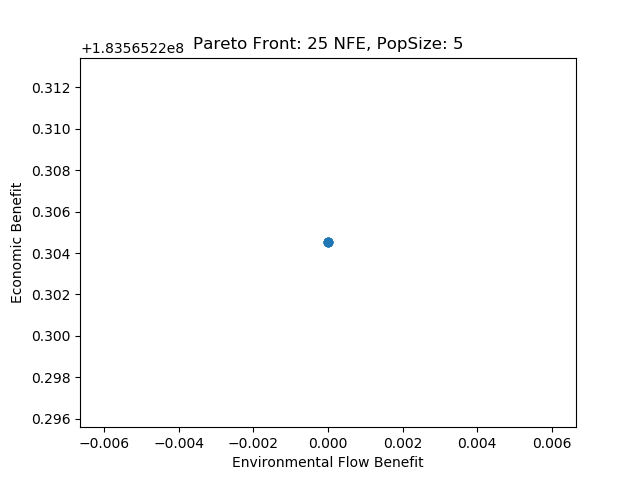 +1.8356522e8 Pareto Front: 25 NFE, PopSize: 5
0.312
0.310
0.308
0.306
0.304
0.302
0.300
0.298
0.296
Economic Benefit
−0.006 −0.004 −0.002 0.000 0.002 0.004 0.006
Environmental Flow Benefit